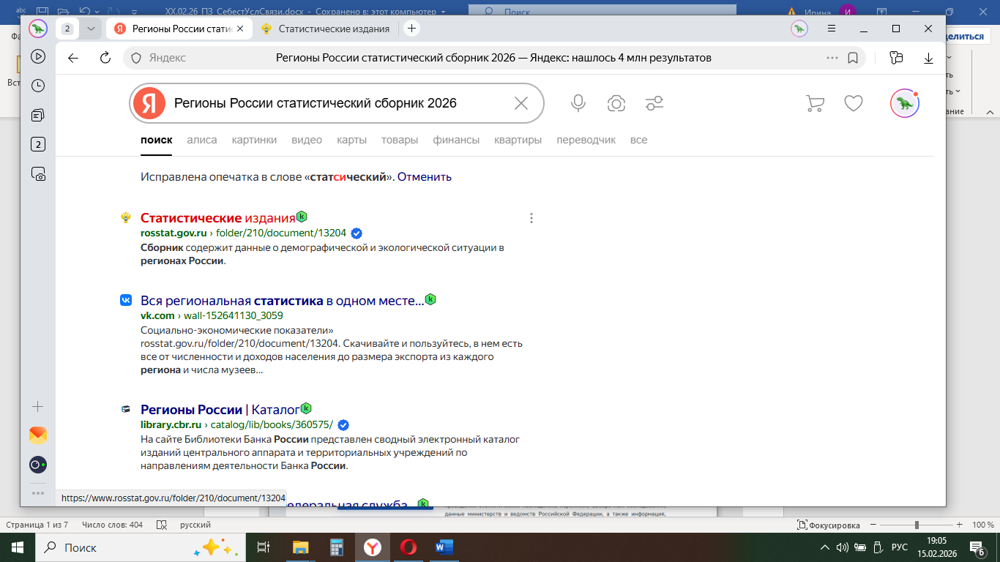 XX.02.26_ПЗ_СебестУслСвязи.docx - Сохранено в: этот компьютер
Поиск
Ирина
И
2
Регионы России стати
Статистические издания
Яндекс
Регионы России статистический сборник 2026 — Яндекс: нашлось 4 млн результатов
Я
Регионы России статистический сборник 2026
поиск алиса картинки видео карты товары финансы квартиры переводчик все
2
Исправлена опечатка в слове «статсический». Отменить
Статистические издания
rosstat.gov.ru › folder/210/document/13204
Сборник содержит данные о демографической и экологической ситуации в
регионах России.
Вся региональная статистика в одном месте...
vk.com › wall-152641130_3059
Социально-экономические показатели»
rosstat.gov.ru/folder/210/document/13204. Скачивайте и пользуйтесь, в нем есть
все от численности и доходов населения до размера экспорта из каждого
региона и числа музеев...
Регионы России | Каталог
library.cbr.ru › catalog/lib/books/360575/
На сайте Библиотеки Банка России представлен сводный электронный каталог
изданий центрального аппарата и территориальных учреждений по
направлениям деятельности Банка России.
https://www.rosstat.gov.ru/folder/210/document/13204
едеральная служба
данные министерств и ведомств Российской Федерации, а также информация,
Страница 1 из 7 Число слов: 404 русский
Фокусировка
100 %
Поиск
РУС
19:05
15.02.2026
6